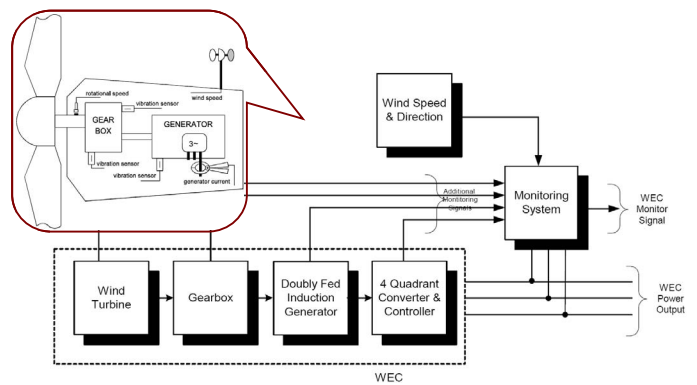 rotational speed
vibration sensor
wind speed
GEAR
BOX
GENERATOR
3~
vibration sensor
vibration sensor
generator current
Wind Speed
& Direction
Additional
Montitoring
Signals
Monitoring
System
WEC
Monitor
Signal
Wind
Turbine
Gearbox
Doubly Fed
Induction
Generator
4 Quadrant
Converter &
Controller
WEC
Power
Output
WEC